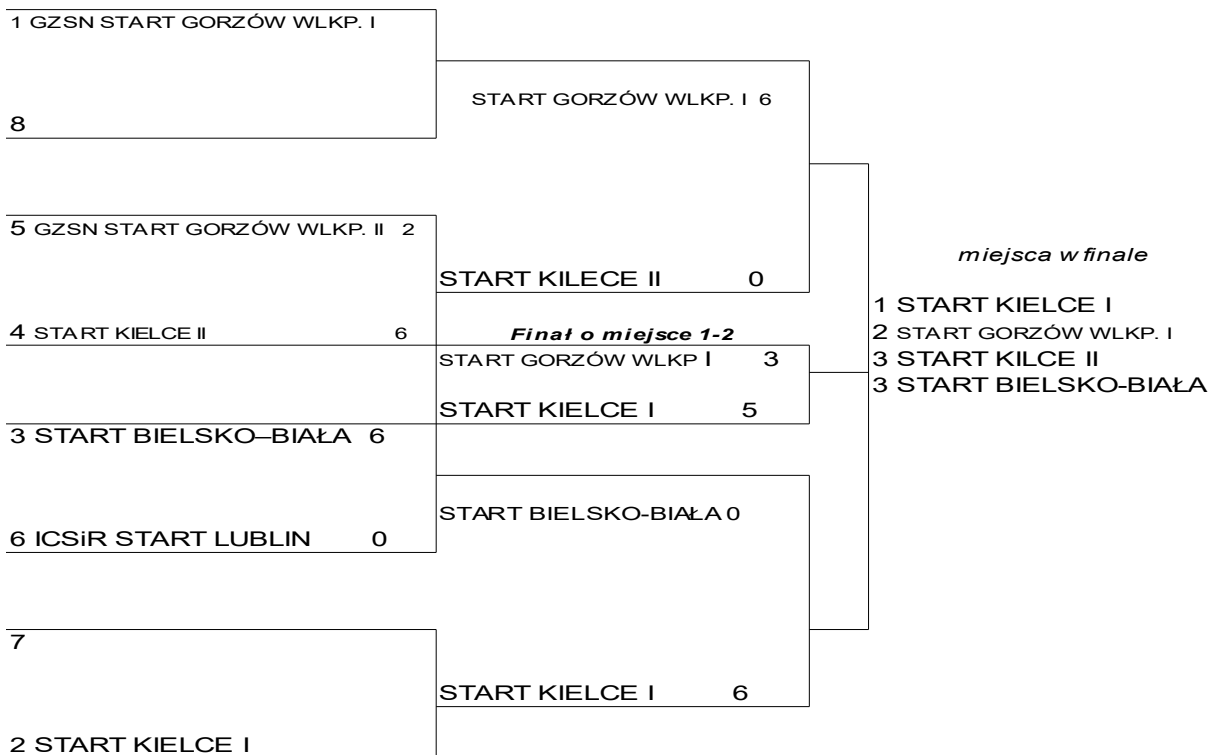 1 GZSN START GORZÓW WLKP. I
START GORZÓW WLKP. I 6
8
5 GZSN START GORZÓW WLKP. II 2
miejsca w finale
START KILECE II 0
1 START KIELCE I
4 START KIELCE II 6
Finał o miejsce 1-2
2 START GORZÓW WLKP. I
START GORZÓW WLKP I 3
3 START KILCE II
3 START BIELSKO-BIAŁA
START KIELCE I 5
3 START BIELSKO–BIAŁA 6
START BIELSKO-BIAŁA 0
6 ICSiR START LUBLIN 0
7
START KIELCE I 6
2 START KIELCE I